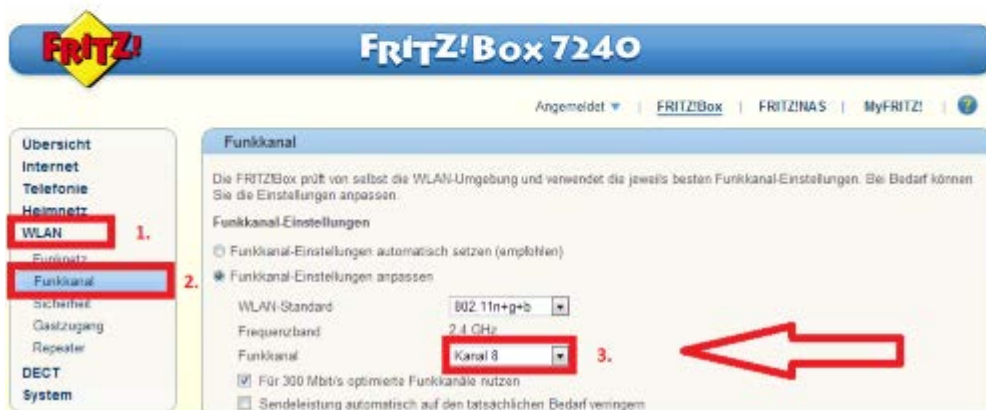 FRITZ!
FRITZ!Box 7240
Angemeldet | FRITZ!Box | FRITZ!NAS | MyFRITZ! | ?
Übersicht
Internet
Telefonie
Heimnetz
WLAN
1.
Funknetz
Funkkanal
2.
Sicherheit
Gastzugang
Repeater
DECT
System
Funkkanal
Die FRITZ!Box prüft von selbst die WLAN-Umgebung und verwendet die jeweils besten Funkkanal-Einstellungen. Bei Bedarf können
Sie die Einstellungen anpassen.
Funkkanal-Einstellungen
Funkkanal-Einstellungen automatisch setzen (empfohlen)
Funkkanal-Einstellungen anpassen
WLAN-Standard 802.11n+g+b
Frequenzband 2.4 GHz
Funkkanal Kanal 8 3.
Für 300 Mbit/s optimierte Funkkanäle nutzen
Sendeleistung automatisch auf den tatsächlichen Bedarf verringern